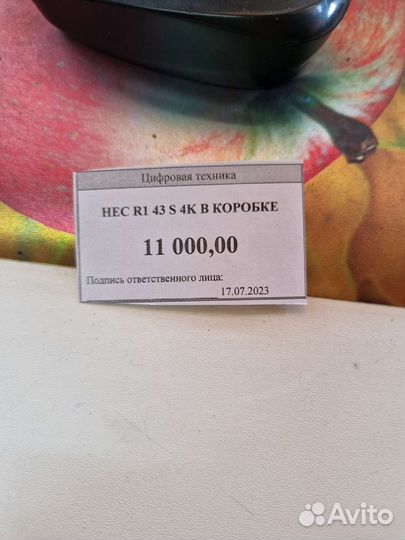 Цифровая техника
HEC R1 43 S 4K В КОРОБКЕ
11 000,00
Подпись ответственного лица:
17.07.2023
Avito